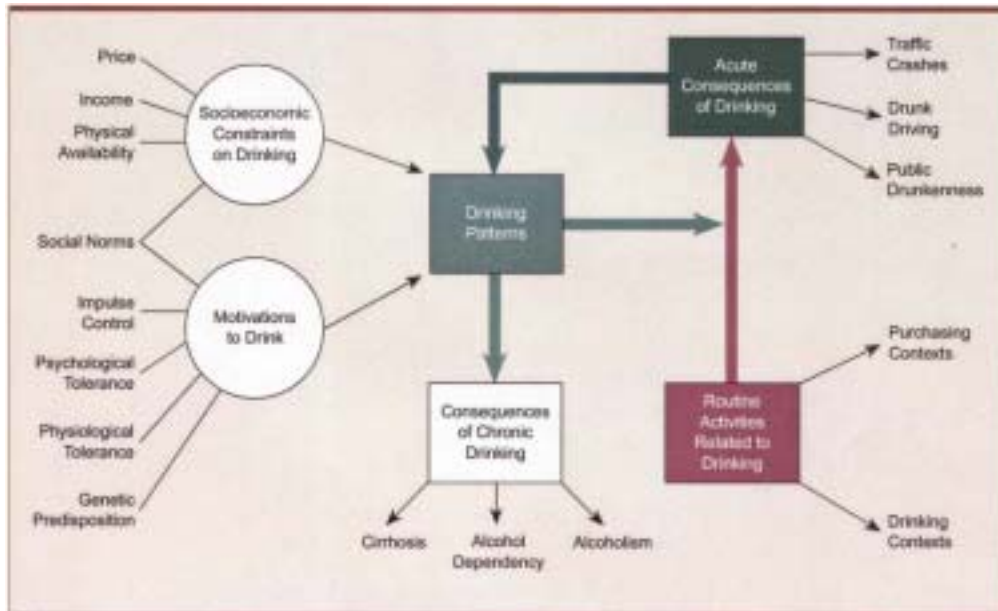 Price
Income
Physical
Availability
Social Norms
Impulse
Control
Psychological
Tolerance
Physiological
Tolerance
Genetic
Predisposition
Socioeconomic
Constraints
on Drinking
Motivations
to Drink
Drinking
Patterns
Consequences
of Chronic
Drinking
Cirrhosis
Alcohol
Dependency
Alcoholism
Acute
Consequences
of Drinking
Traffic
Crashes
Drunk
Driving
Public
Drunkenness
Routine
Activities
Related to
Drinking
Purchasing
Contexts
Drinking
Contexts